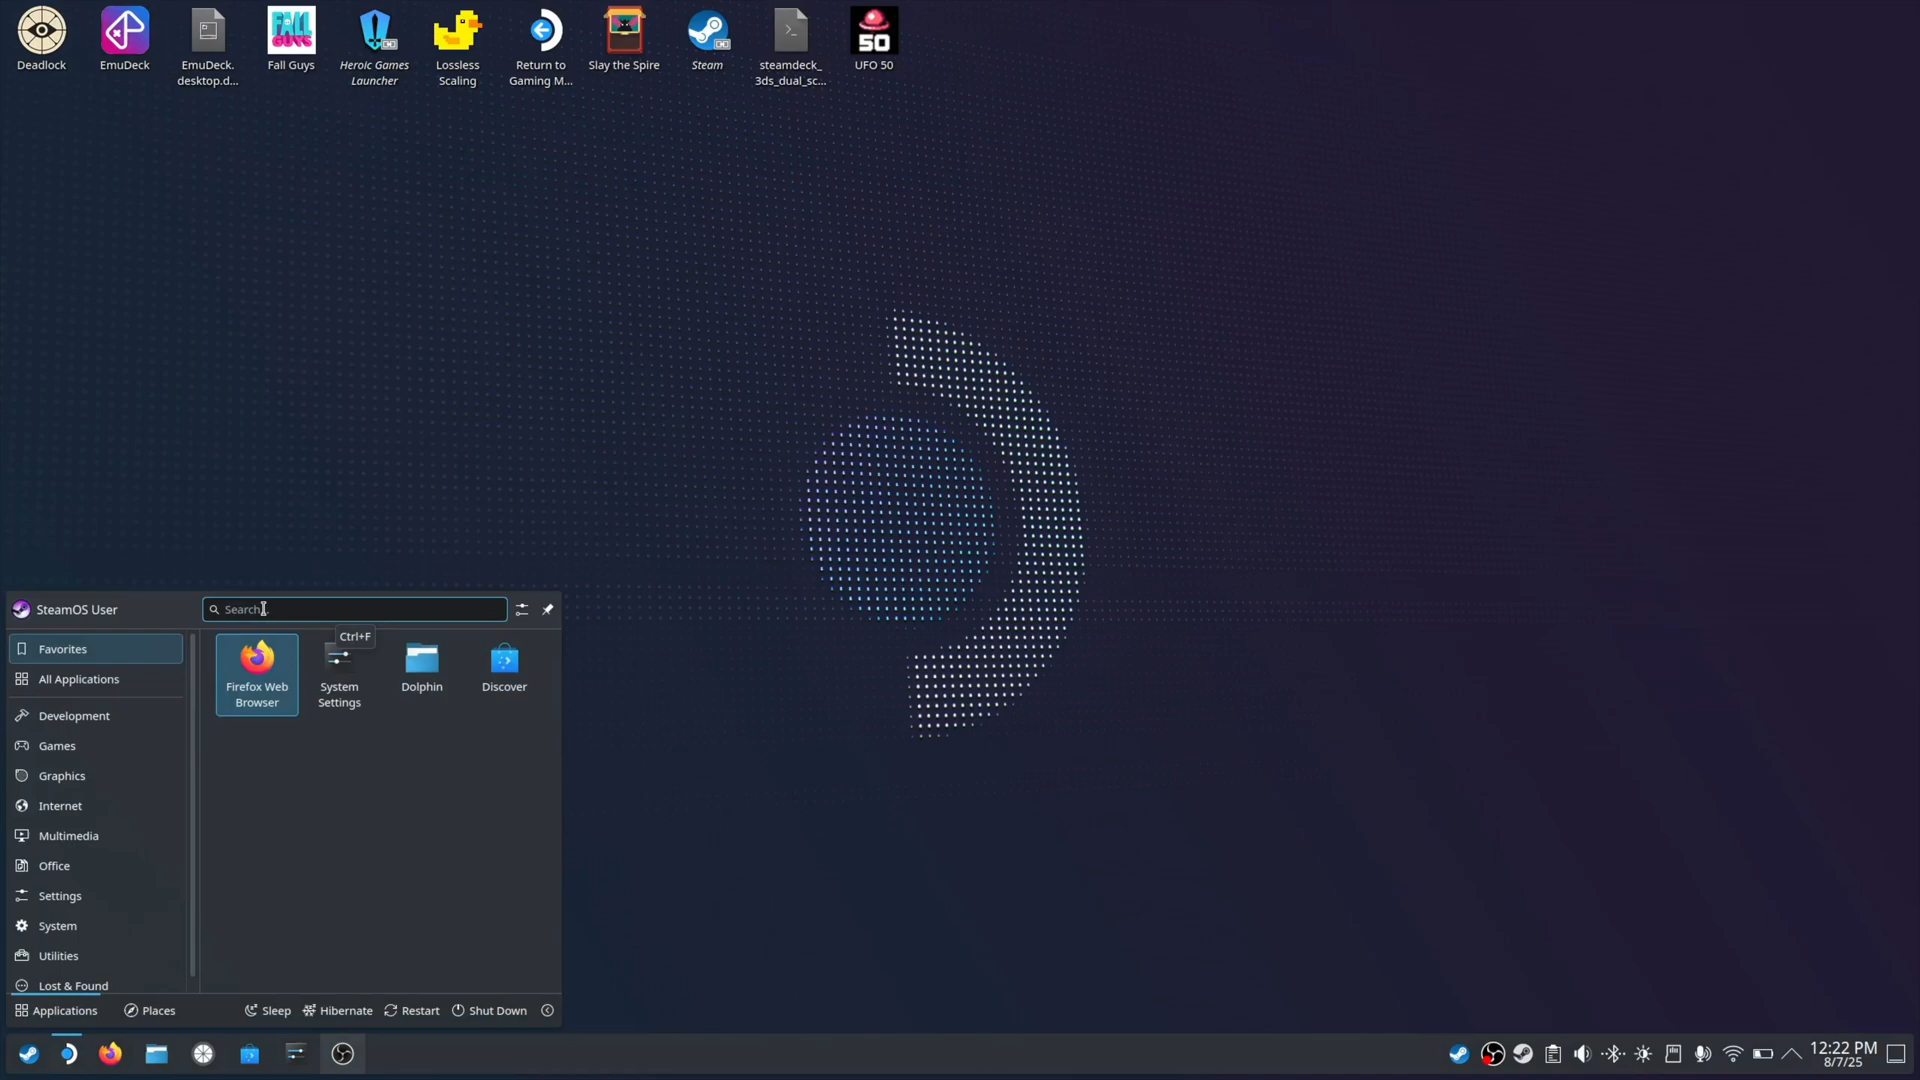 Deadlock
EmuDeck
EmuDeck.
desktop.d...
FALL
GUYS
Fall Guys
Heroic Games
Launcher
Lossless
Scaling
Return to
Gaming M...
Slay the Spire
Steam
steamdeck_
3ds_dual_sc...
50
UFO 50
SteamOS User
Search...
Ctrl+F
Favorites
All Applications
Development
Games
Graphics
Internet
Multimedia
Office
Settings
System
Utilities
Lost & Found
Firefox Web
Browser
System
Settings
Dolphin
Discover
Applications
Places
Sleep
Hibernate
Restart
Shut Down
12:22 PM
8/7/25